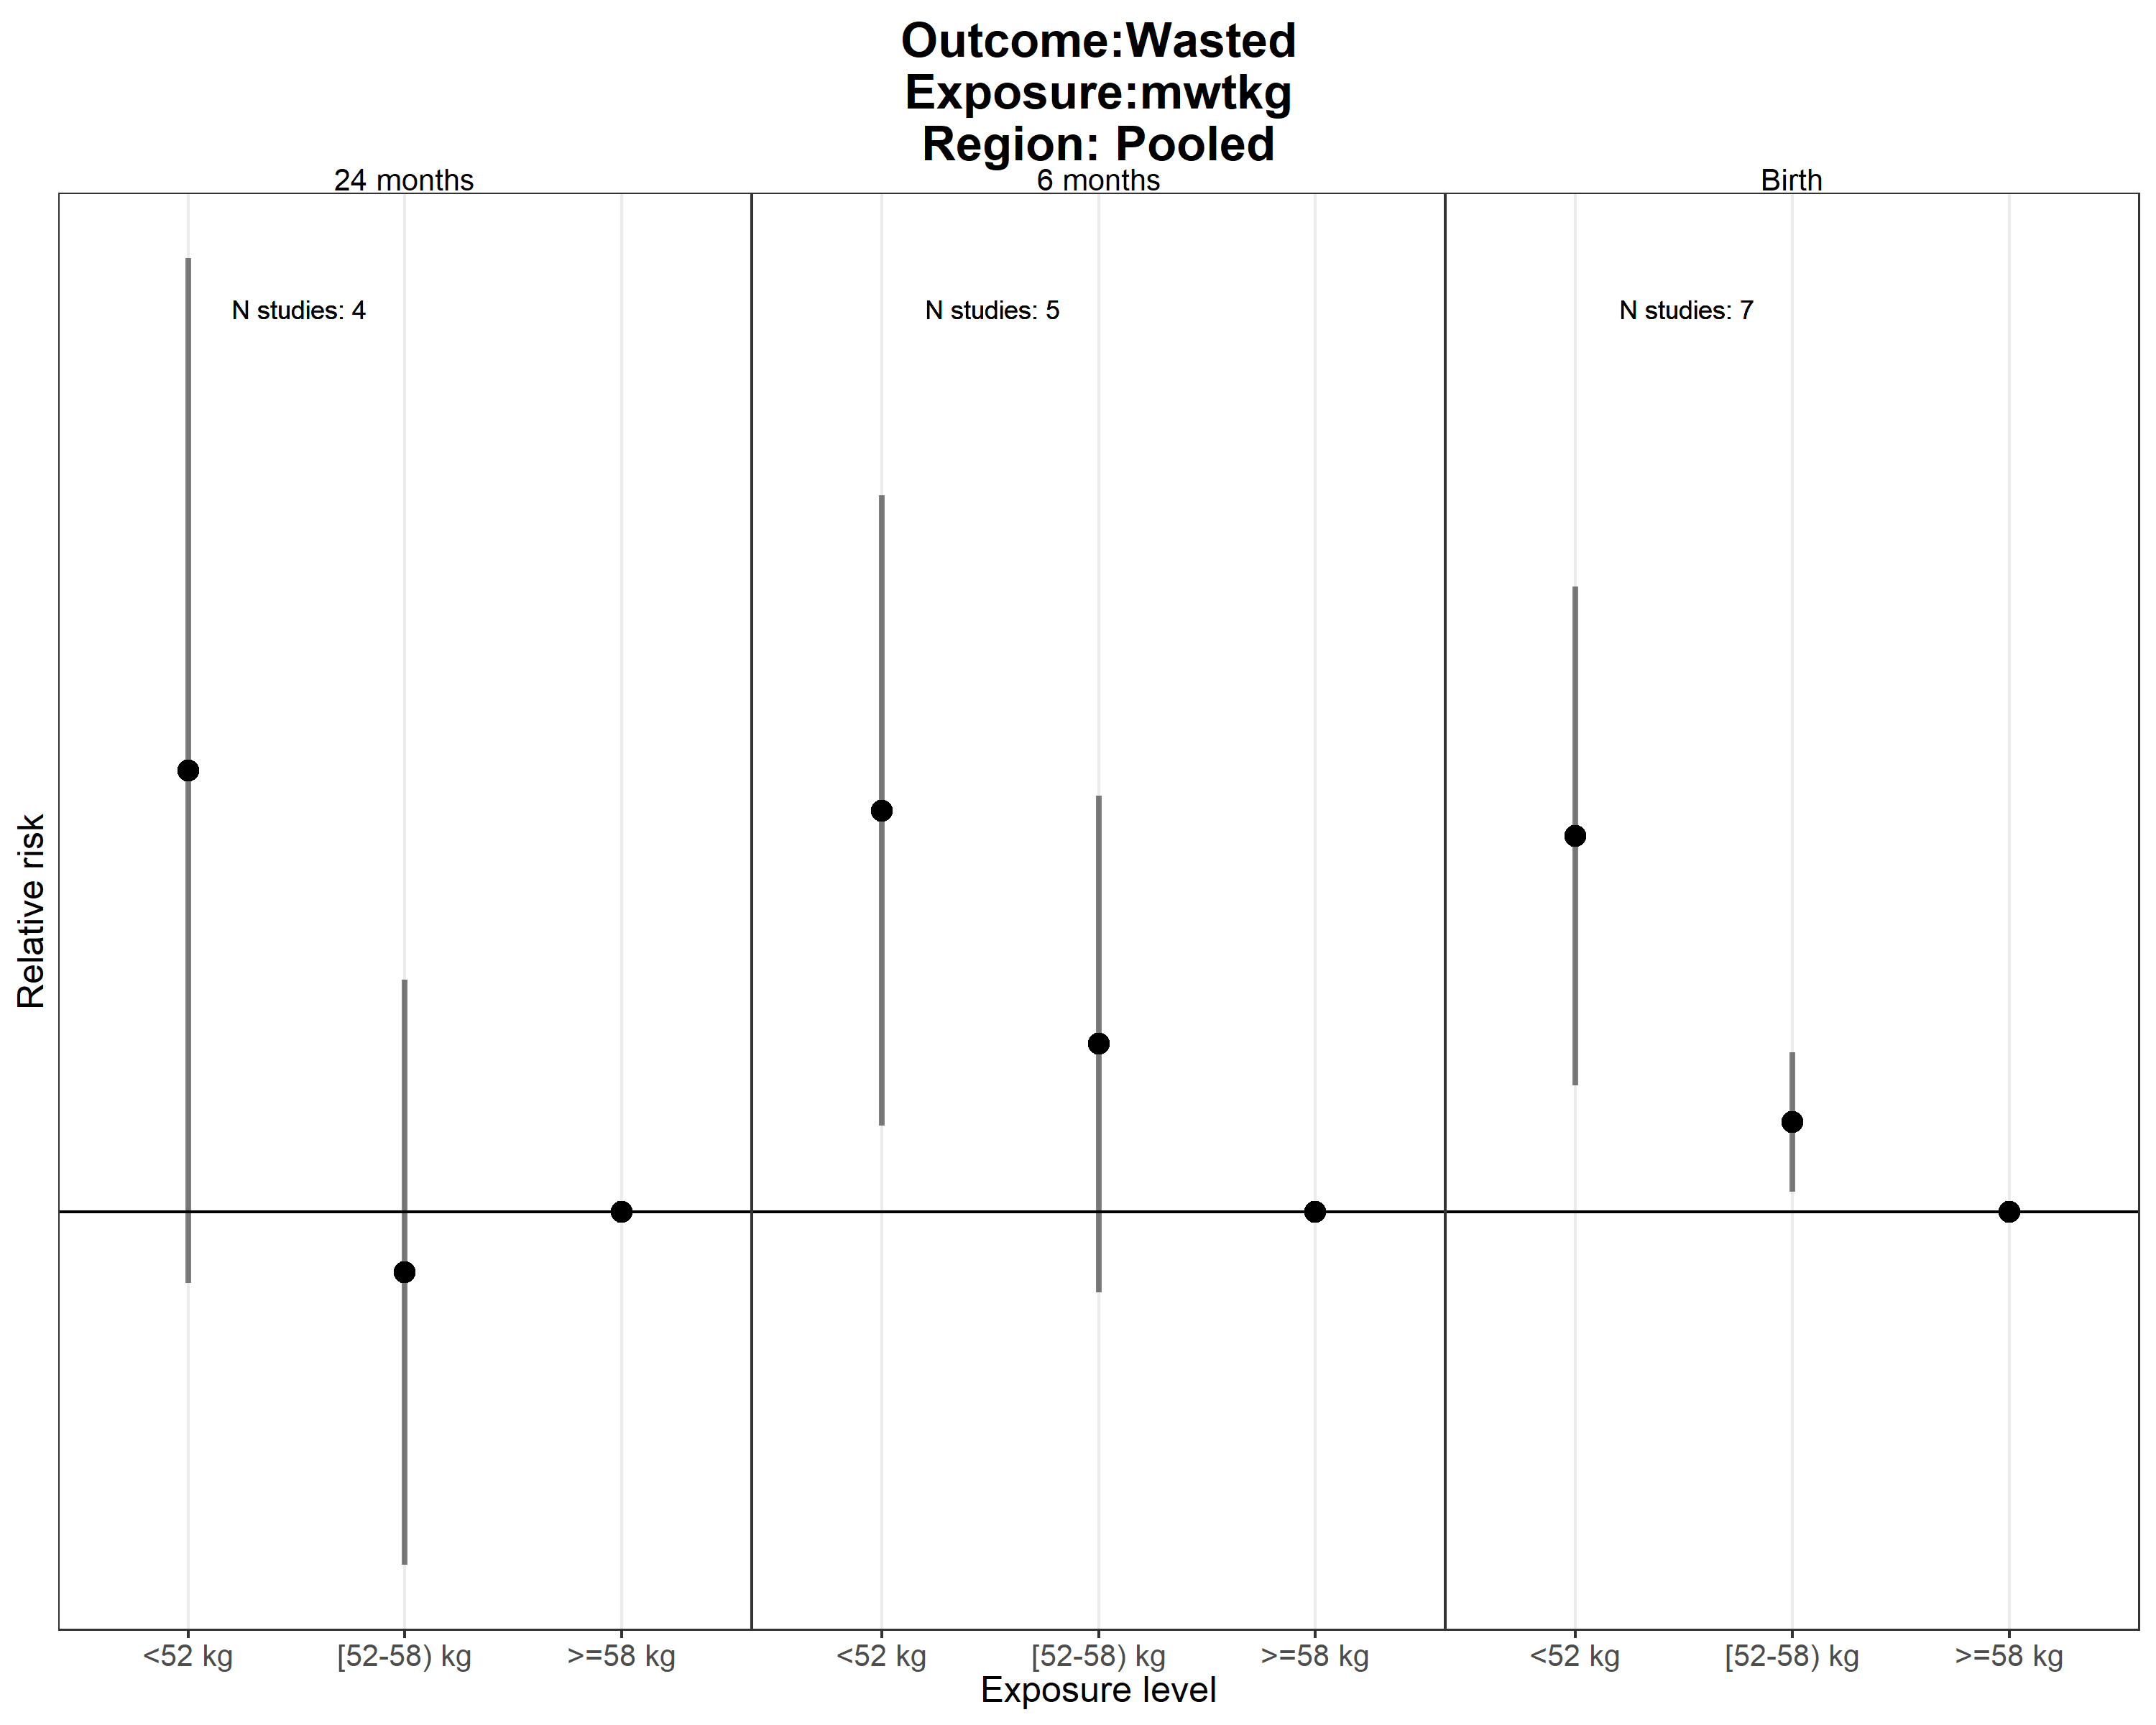 Outcome:Wasted
Exposure:mwtkg
Region: Pooled
24 months
6 months
Birth
N studies: 4
N studies: 5
N studies: 7
Relative risk
<52 kg
[52-58) kg
>=58 kg
<52 kg
[52-58) kg
>=58 kg
<52 kg
[52-58) kg
>=58 kg
Exposure level